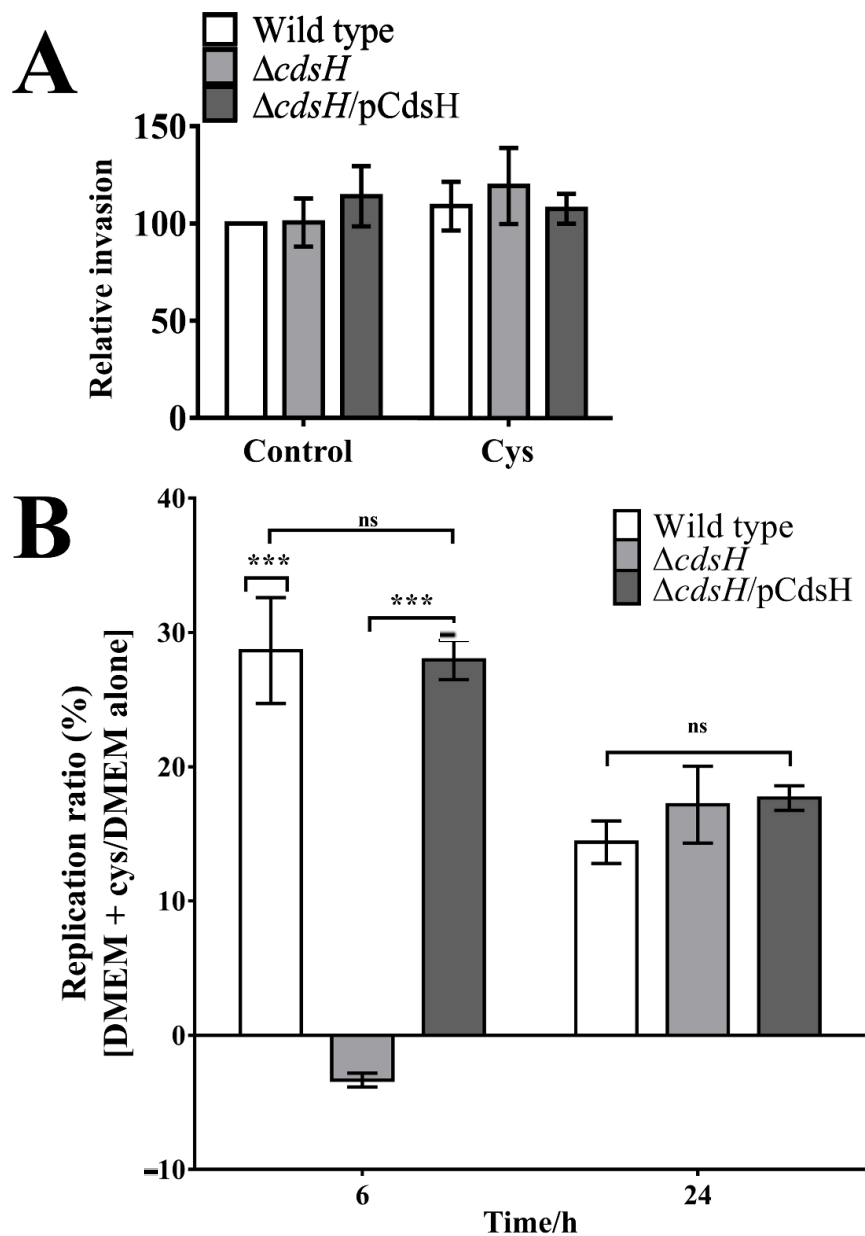 A
Wild type
ΔcdsH
ΔcdsH/pCdsH
Relative invasion
150
100
50
0
Control
Cys
B
Wild type
ΔcdsH
ΔcdsH/pCdsH
Replication ratio (%)
[DMEM + cys/DMEM alone]
40
30
20
10
0
−10
ns
***
***
ns
6
24
Time/h